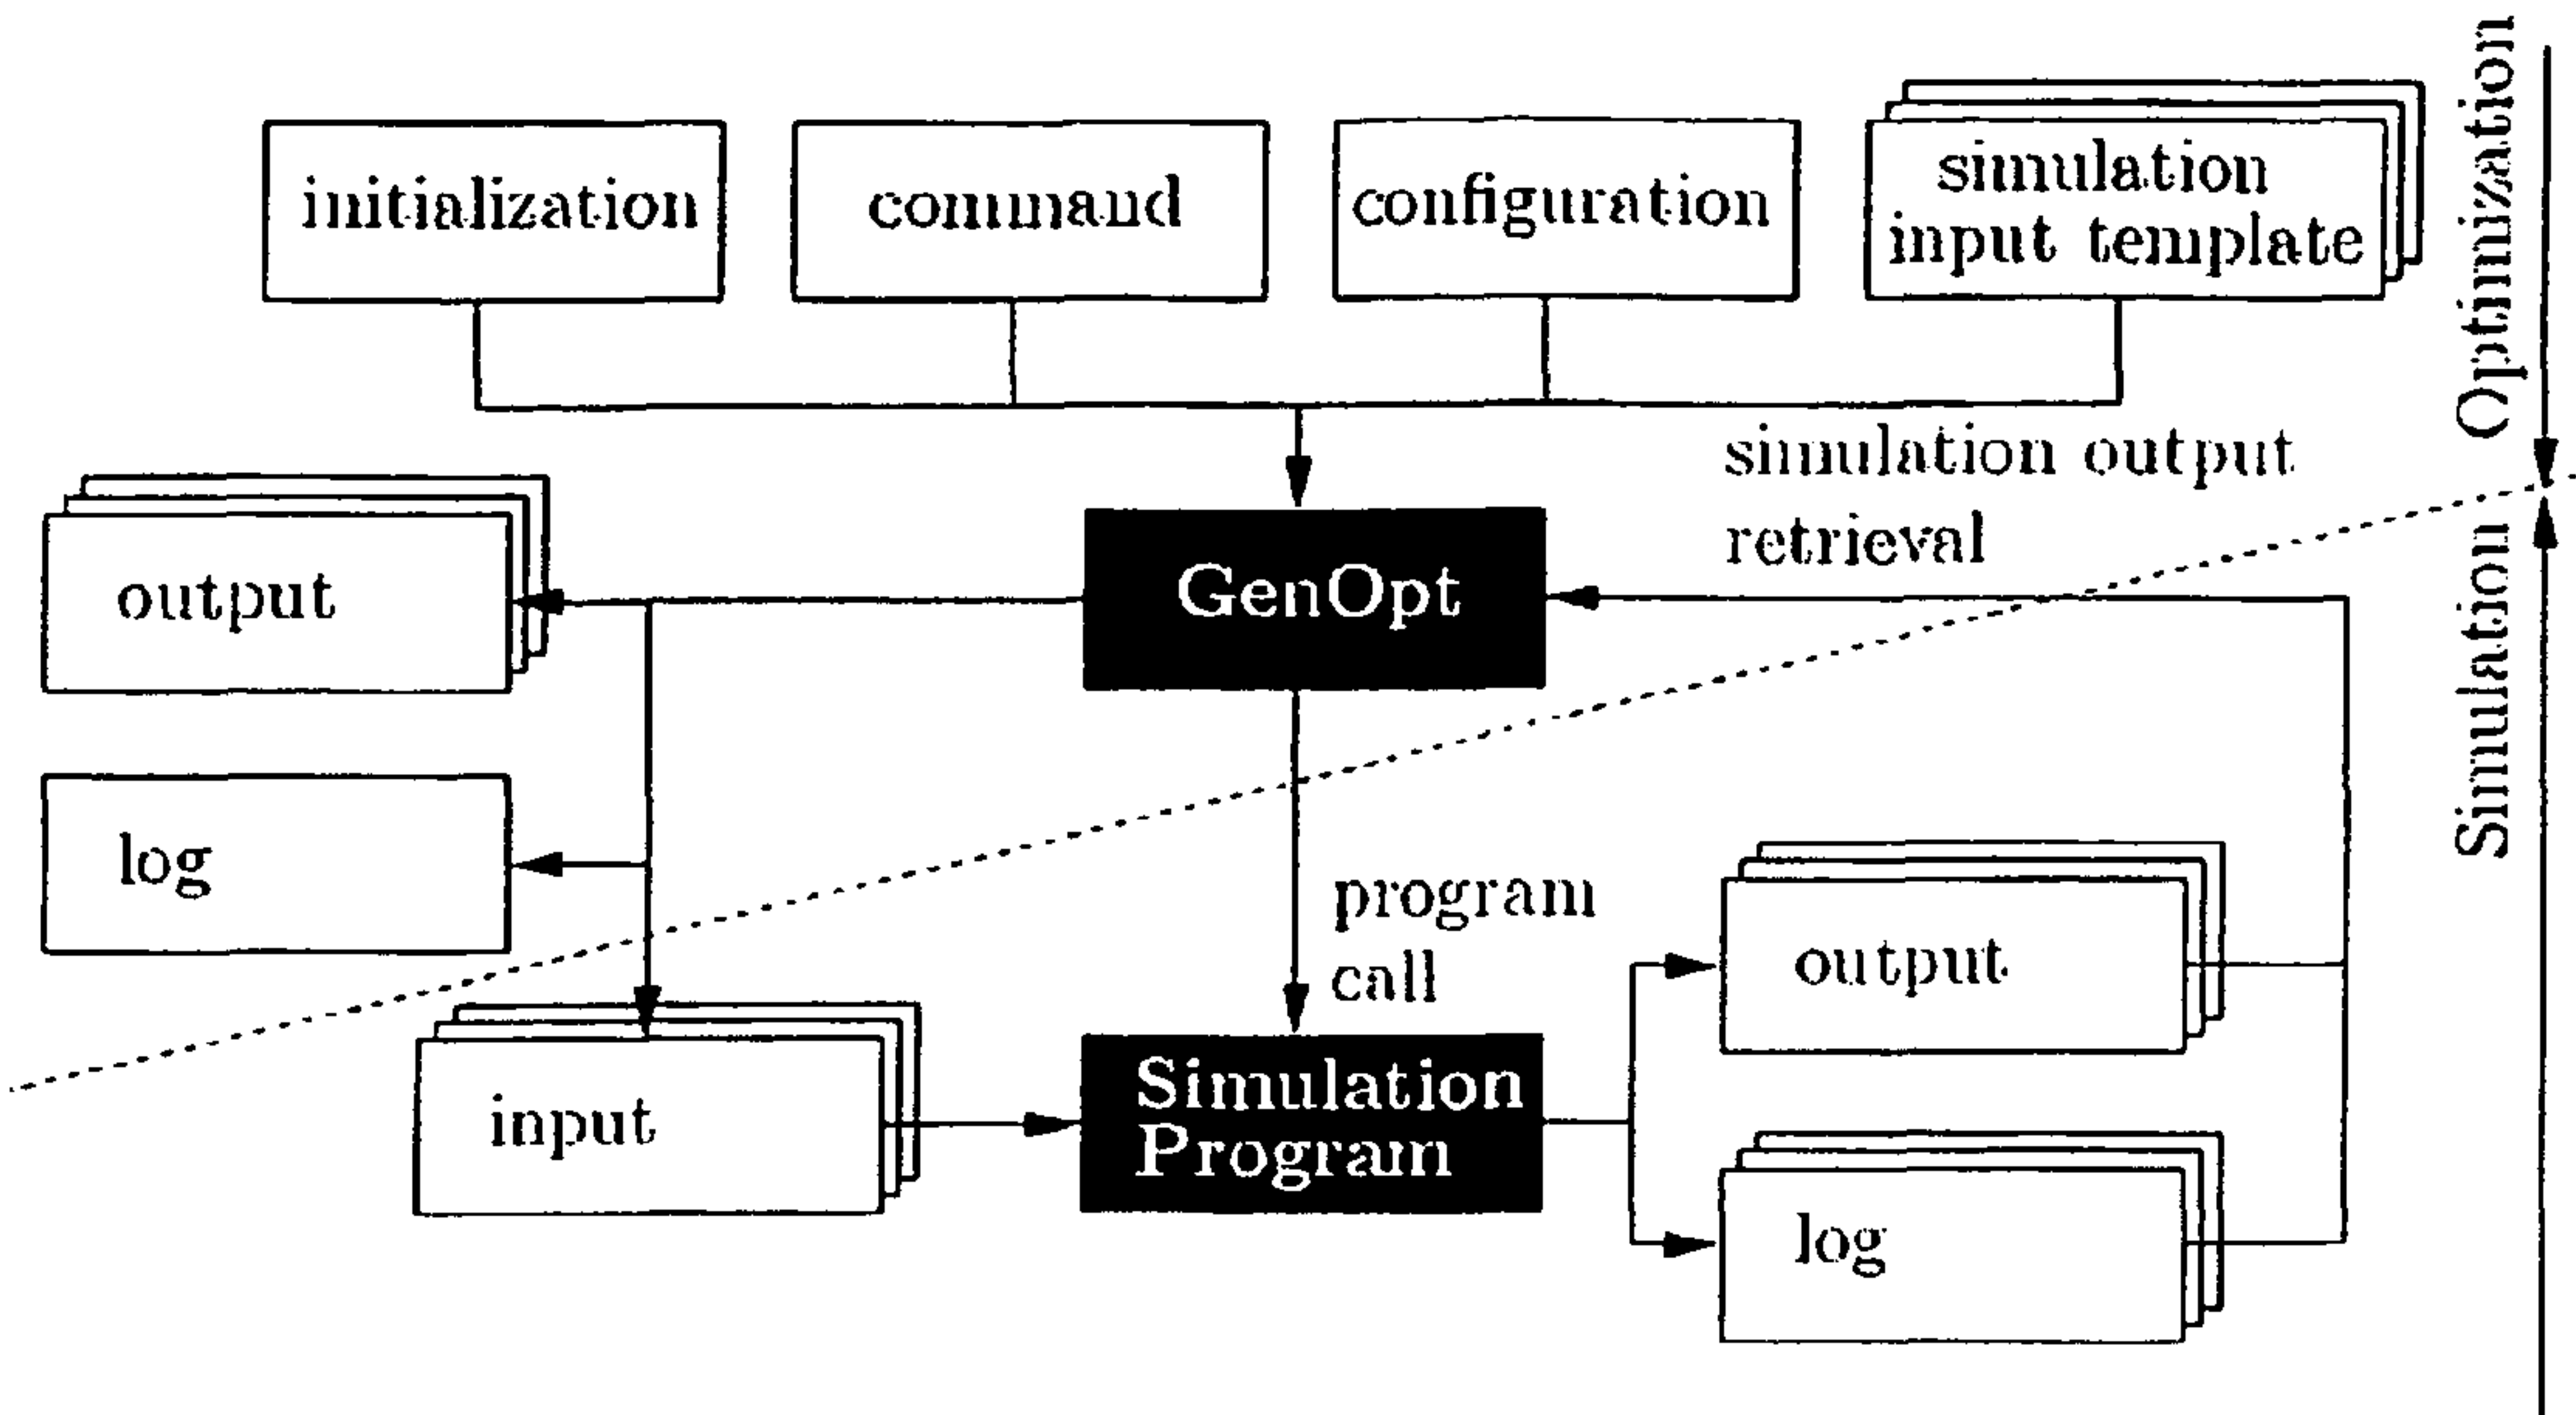 initialization
command
configuration
simulation
input template
Optimization
simulation output
retrieval
output
GenOpt
Simulation
log
program
call
output
input
Simulation
Program
log